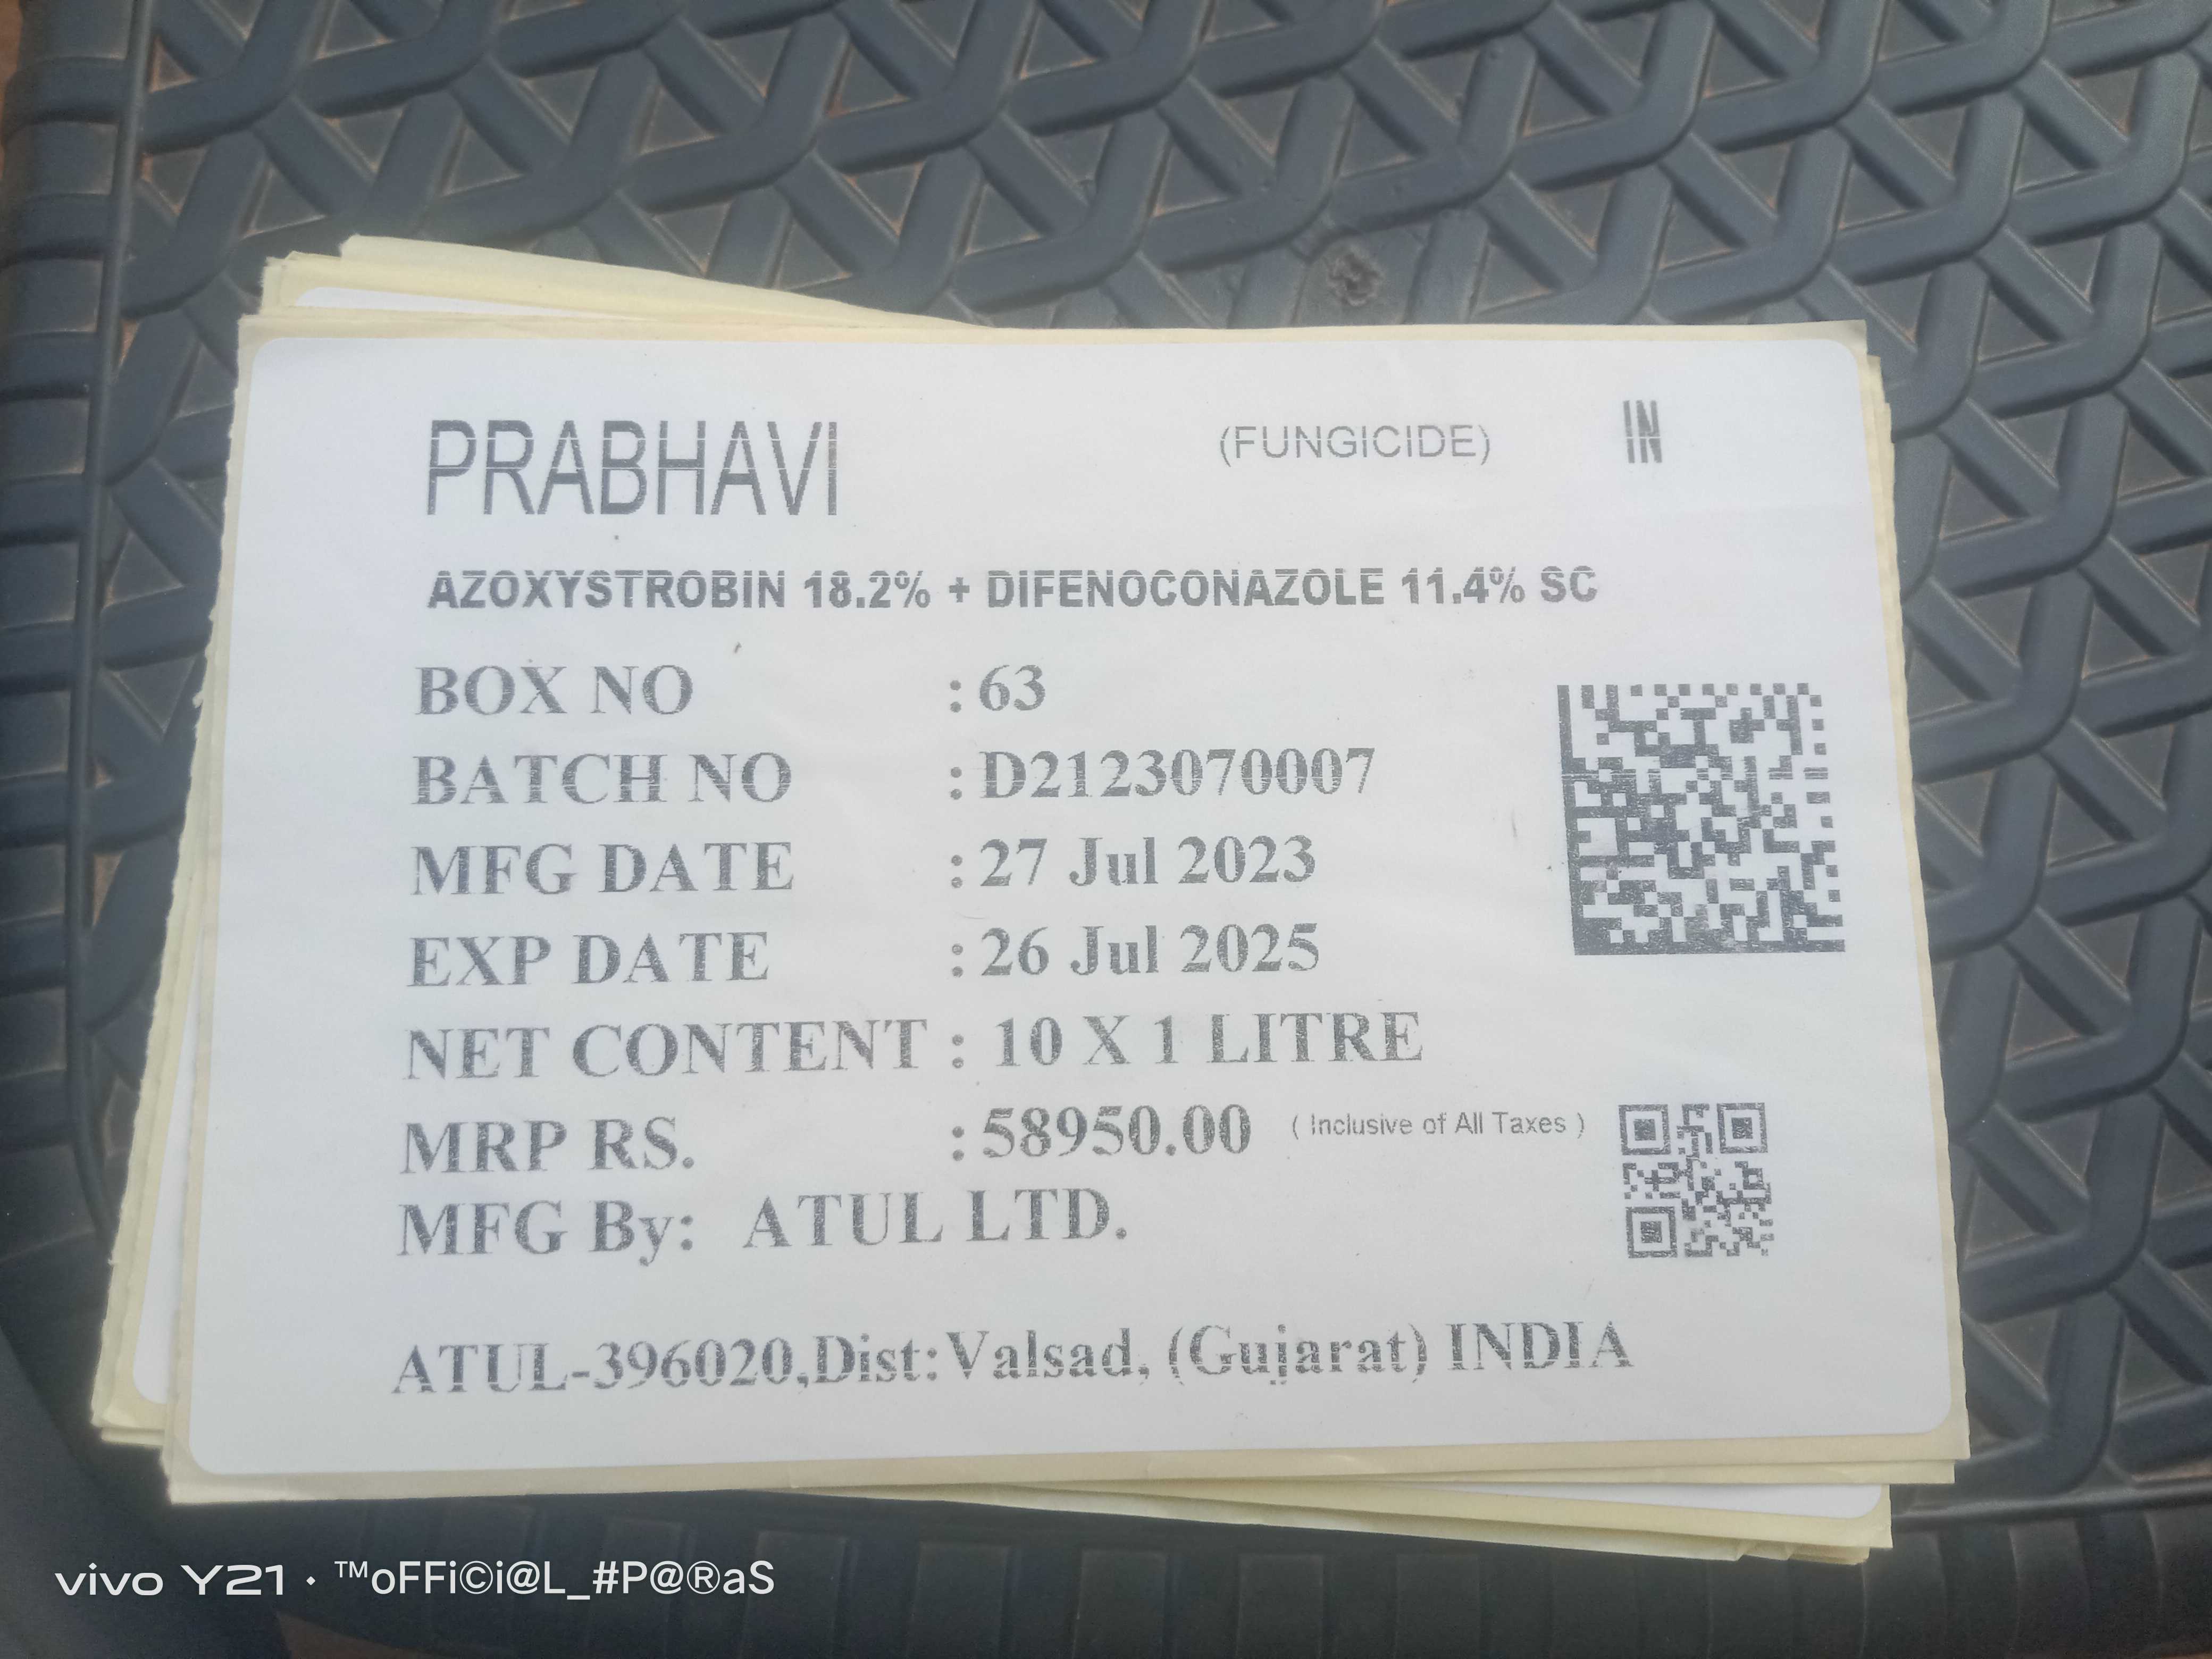 PRABHAVI (FUNGICIDE) IN
AZOXYSTROBIN 18.2% + DIFENOCONAZOLE 11.4% SC
BOX NO : 63
BATCH NO : D2123070007
MFG DATE : 27 Jul 2023
EXP DATE : 26 Jul 2025
NET CONTENT : 10 X 1 LITRE
MRP RS. : 58950.00 ( Inclusive of All Taxes )
MFG By: ATUL LTD.
ATUL-396020,Dist:Valsad, (Gujarat) INDIA
vivo Y21 · ™oFFi©i@L_#P@®aS